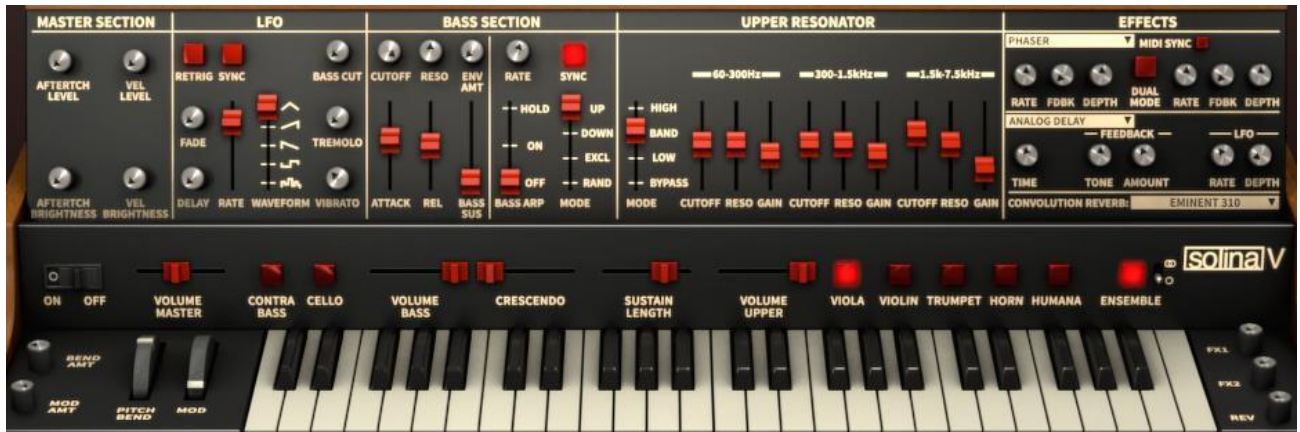 MASTER SECTION
LFO
BASS SECTION
UPPER RESONATOR
EFFECTS
AFTERTCH LEVEL
VEL LEVEL
AFTERTCH BRIGHTNESS
VEL BRIGHTNESS
RETRIG SYNC
BASS CUT
FADE
TREMOLO
DELAY RATE WAVEFORM VIBRATO
CUTOFF RESO ENV AMT
ATTACK REL BASS SUS
RATE
SYNC
HOLD
ON
OFF
UP
DOWN
EXCL
RAND
BASS ARP MODE
60-300Hz 300-1.5kHz 1.5k-7.5kHz
HIGH
BAND
LOW
BYPASS
MODE CUTOFF RESO GAIN CUTOFF RESO GAIN CUTOFF RESO GAIN
PHASER
MIDI SYNC
RATE FDBK DEPTH DUAL MODE RATE FDBK DEPTH
ANALOG DELAY
FEEDBACK LFO
TIME TONE AMOUNT RATE DEPTH
CONVOLUTION REVERB: EMINENT 310
solina V
ON OFF
VOLUME MASTER
CONTRA BASS
CELLO
VOLUME BASS
CRESCENDO
SUSTAIN LENGTH
VOLUME UPPER
VIOLA VIOLIN TRUMPET HORN HUMANA ENSEMBLE
BEND AMT
MOD AMT
PITCH BEND
MOD
FX1
FX2
REV